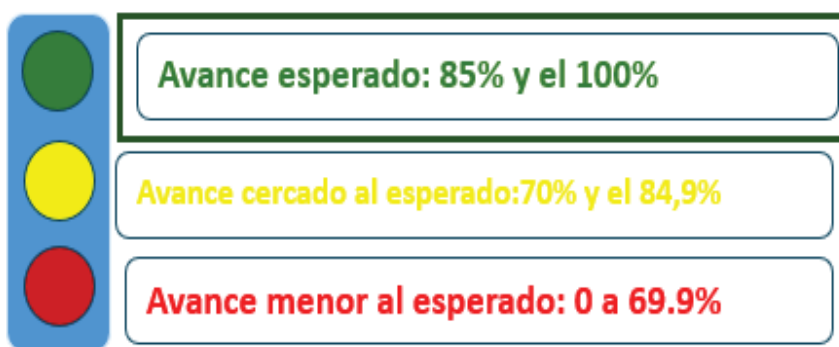 Avance esperado: 85% y el 100%
Avance cercado al esperado:70% y el 84,9%
Avance menor al esperado: 0 a 69.9%